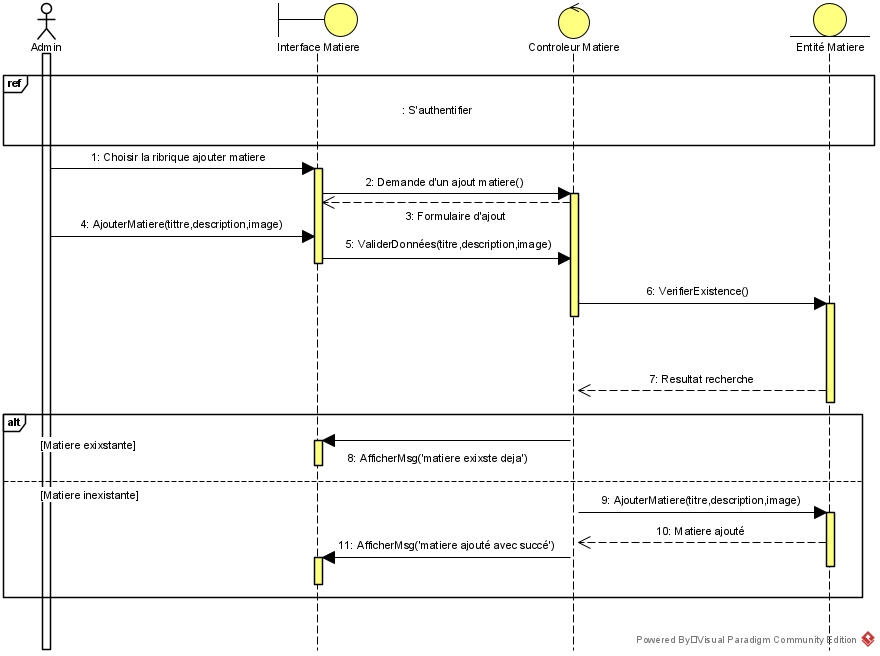 Admin
Interface Matiere
Controleur Matiere
Entité Matiere
ref
: S'authentifier
1: Choisir la ribrique ajouter matiere
2: Demande d'un ajout matiere()
3: Formulaire d'ajout
4: AjouterMatiere(tittre,description,image)
5: ValiderDonnées(titre,description,image)
6: VerifierExistence()
7: Resultat recherche
alt
[Matiere exixstante]
8: AfficherMsg('matiere exixste deja')
[Matiere inexistante]
9: AjouterMatiere(titre,description,image)
10: Matiere ajouté
11: AfficherMsg('matiere ajouté avec succé')
Powered By Visual Paradigm Community Edition